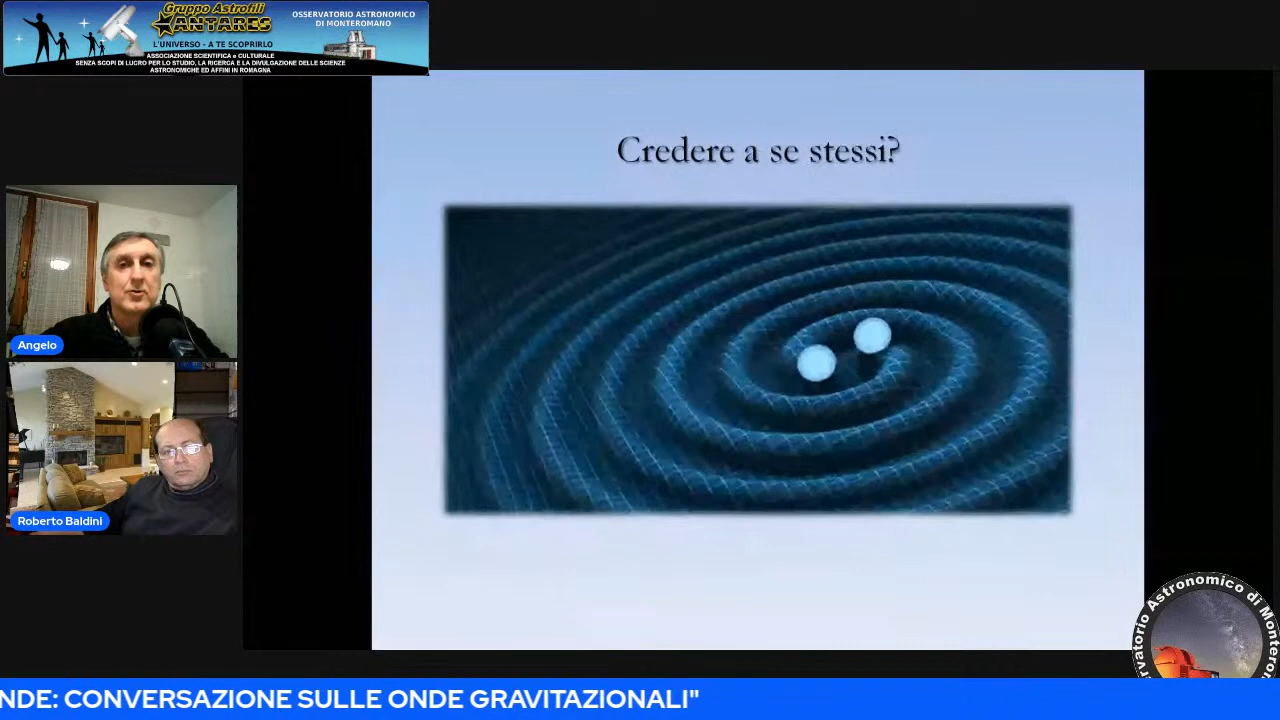 Gruppo Astrofili
ANTARES
L'UNIVERSO - A TE SCOPRIRLO
OSSERVATORIO ASTRONOMICO
DI MONTEROMANO
ASSOCIAZIONE SCIENTIFICA e CULTURALE
SENZA SCOPI DI LUCRO PER LO STUDIO, LA RICERCA E LA DIVULGAZIONE DELLE SCIENZE
ASTRONOMICHE ED AFFINI IN ROMAGNA
Credere a se stessi?
Angelo
Roberto Baldini
rvatorio Astronomico di Monterom
NDE: CONVERSAZIONE SULLE ONDE GRAVITAZIONALI"